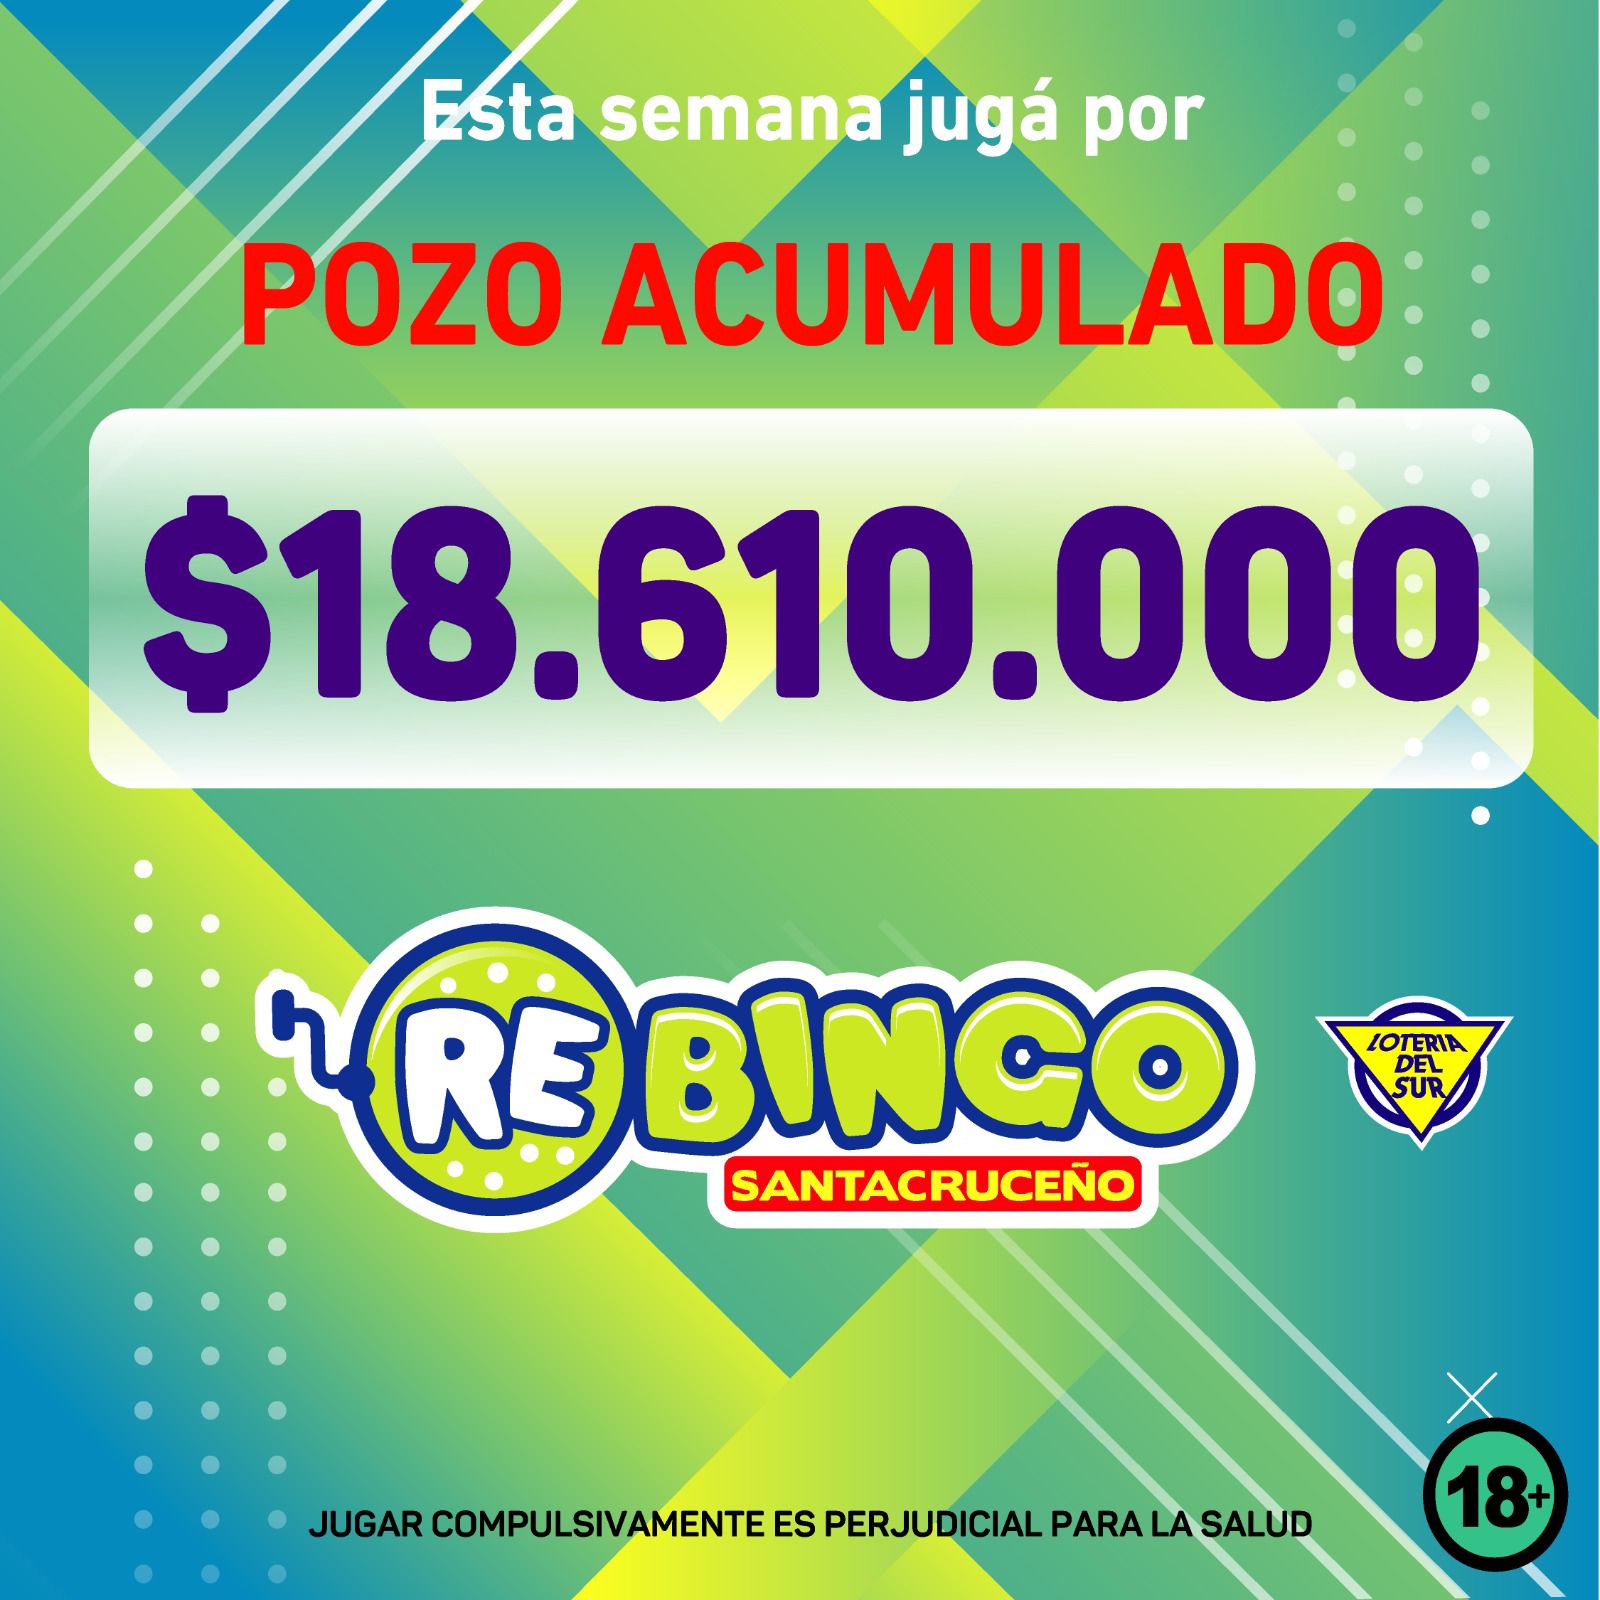 Esta semana jugá por
POZO ACUMULADO
$18.610.000
REBINGO
SANTACRUCEÑO
LOTERIA
DEL
SUR
18+
JUGAR COMPULSIVAMENTE ES PERJUDICIAL PARA LA SALUD